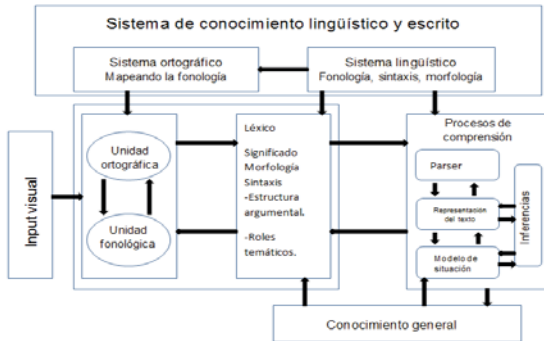 Sistema de conocimiento lingüístico y escrito
Sistema ortográfico
Mapeando la fonología
Sistema lingüístico
Fonología, sintaxis, morfología
Input visual
Unidad
ortográfica
Unidad
fonológica
Léxico
Significado
Morfología
Sintaxis
-Estructura
argumental.
-Roles
temáticos.
Procesos de
comprensión
Parser
Representación
del texto
Modelo de
situación
Inferencias
Conocimiento general